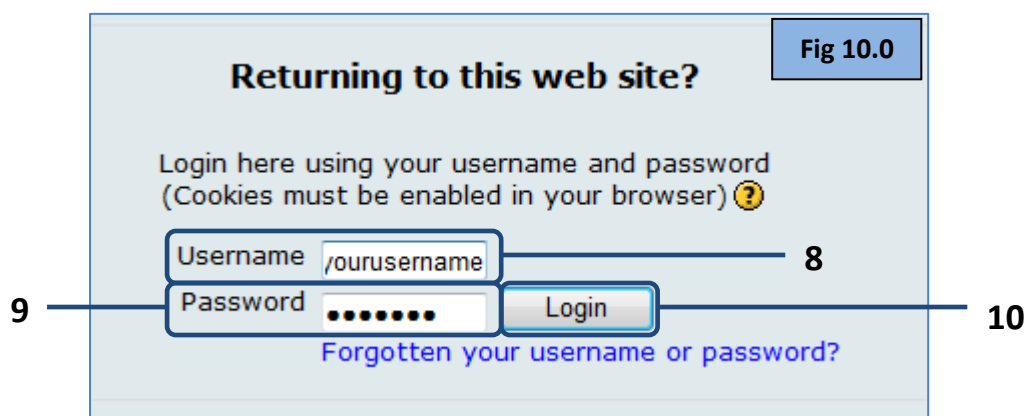 Fig 10.0
Returning to this web site?
Login here using your username and password
(Cookies must be enabled in your browser) ?
Username yourusername 8
9 Password ●●●●●●● Login 10
Forgotten your username or password?